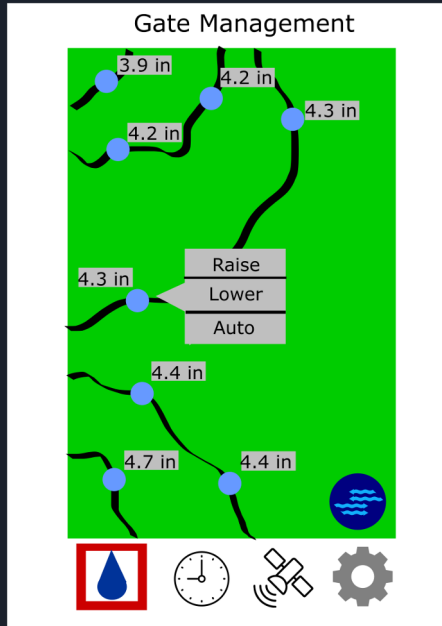 Gate Management
3.9 in
4.2 in
4.3 in
4.2 in
4.3 in
Raise
Lower
Auto
4.4 in
4.7 in
4.4 in